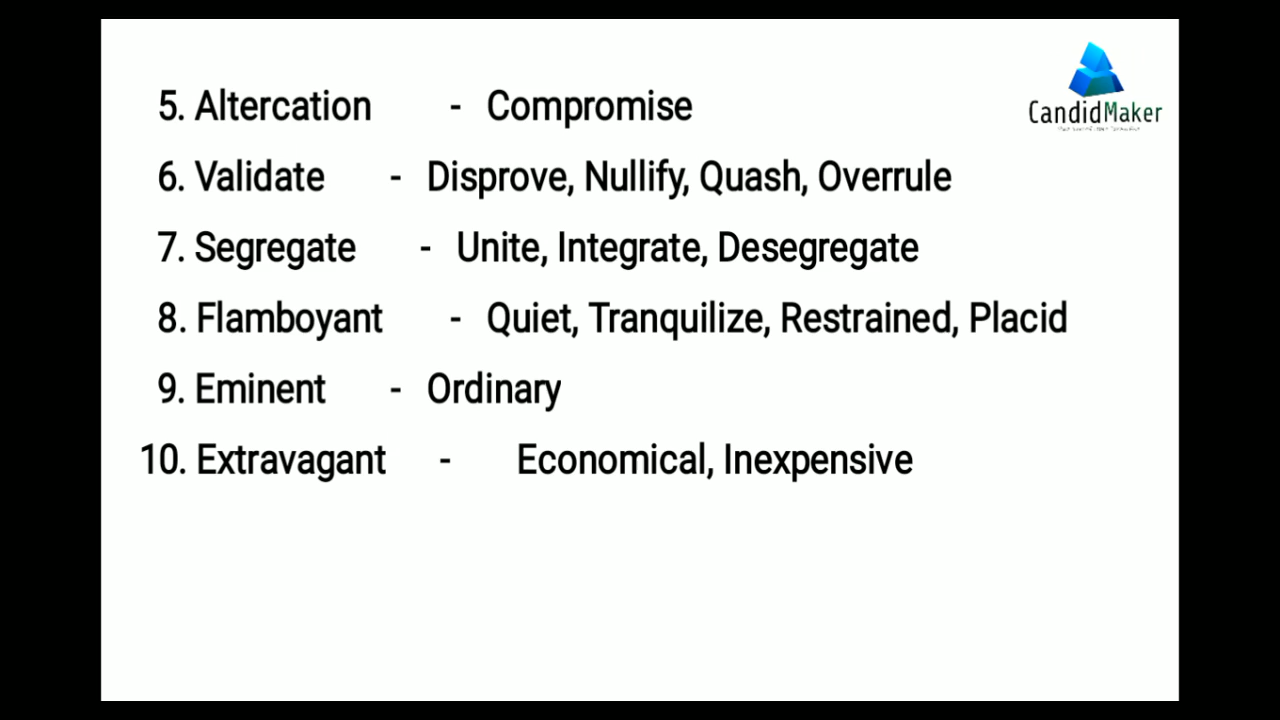 CandidMaker
5. Altercation - Compromise
6. Validate - Disprove, Nullify, Quash, Overrule
7. Segregate - Unite, Integrate, Desegregate
8. Flamboyant - Quiet, Tranquilize, Restrained, Placid
9. Eminent - Ordinary
10. Extravagant - Economical, Inexpensive